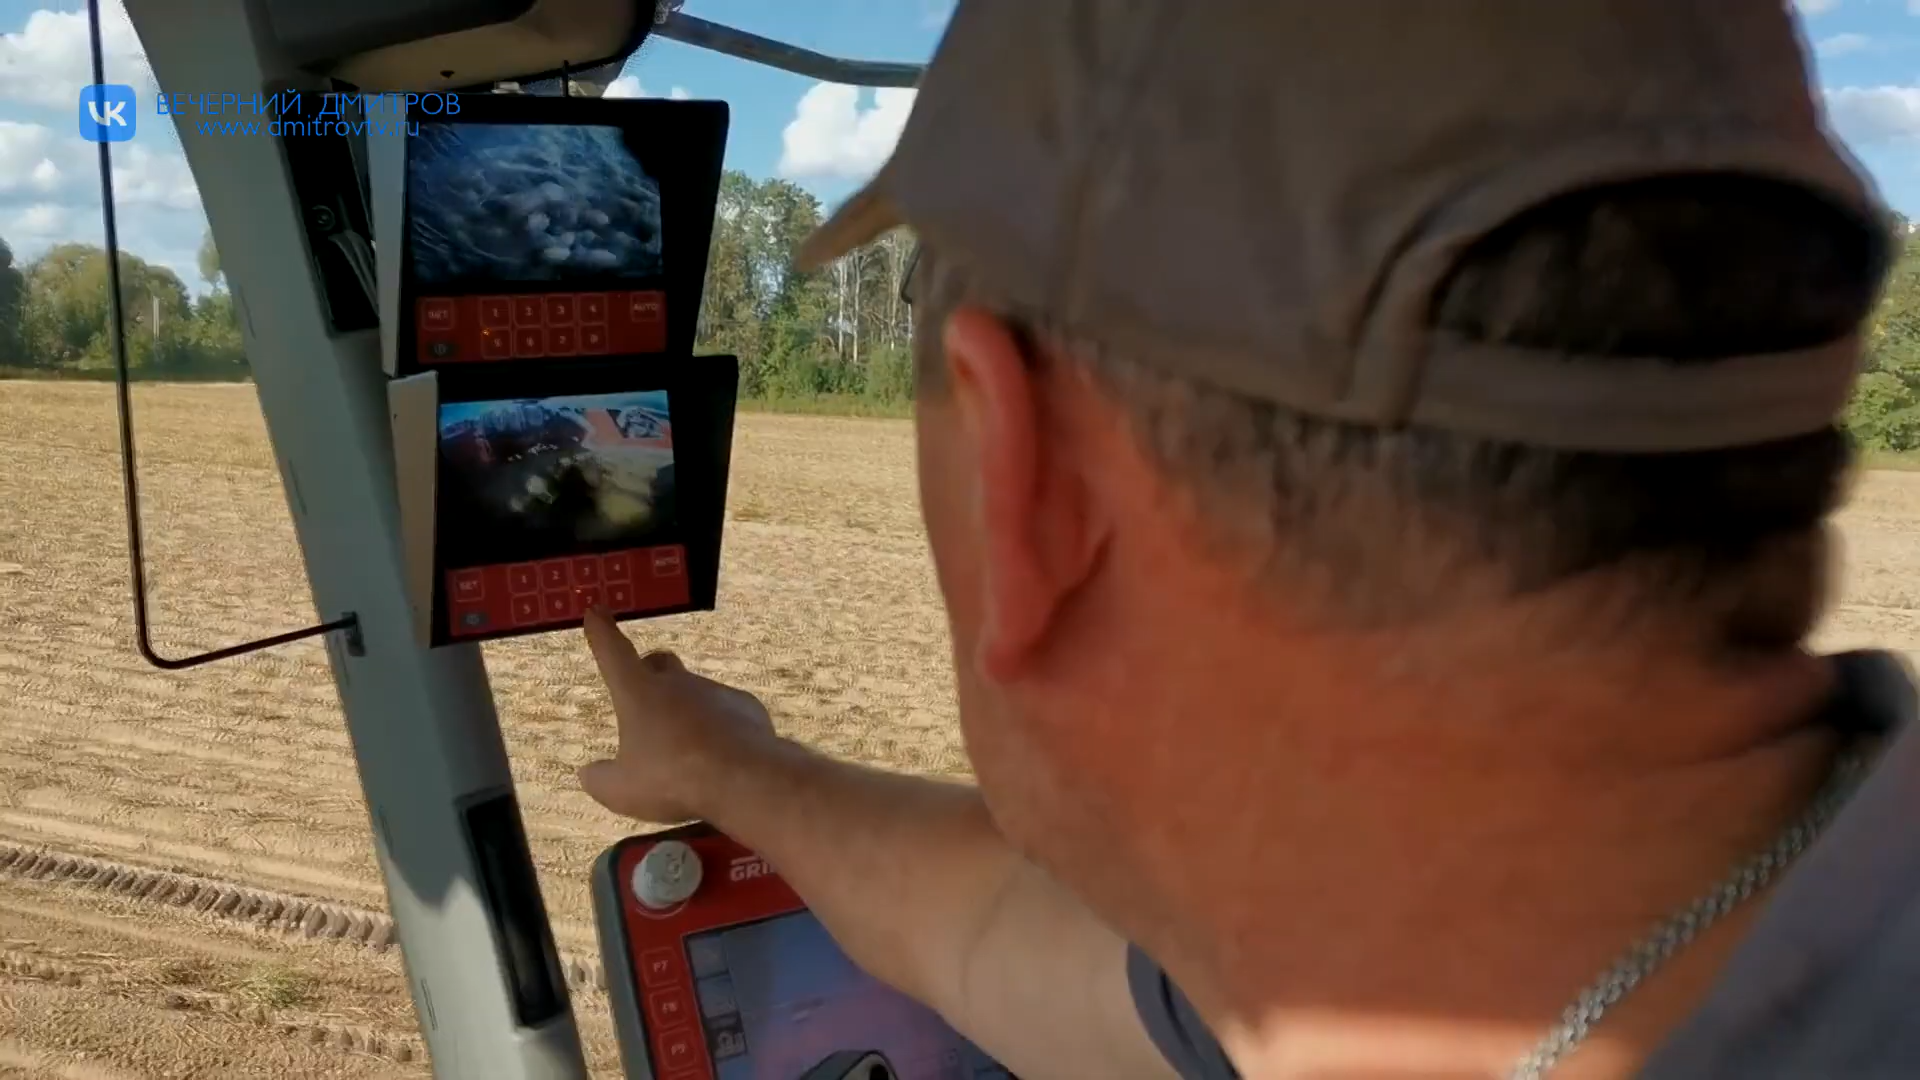 ВЕЧЕРНИЙ ДМИТРОВ
www.dmitrovtv.ru
SET 1 2 3 4 AUTO
5 6 7 8
SET 1 2 3 4 AUTO
5 6 7 8
F7
F8
F9